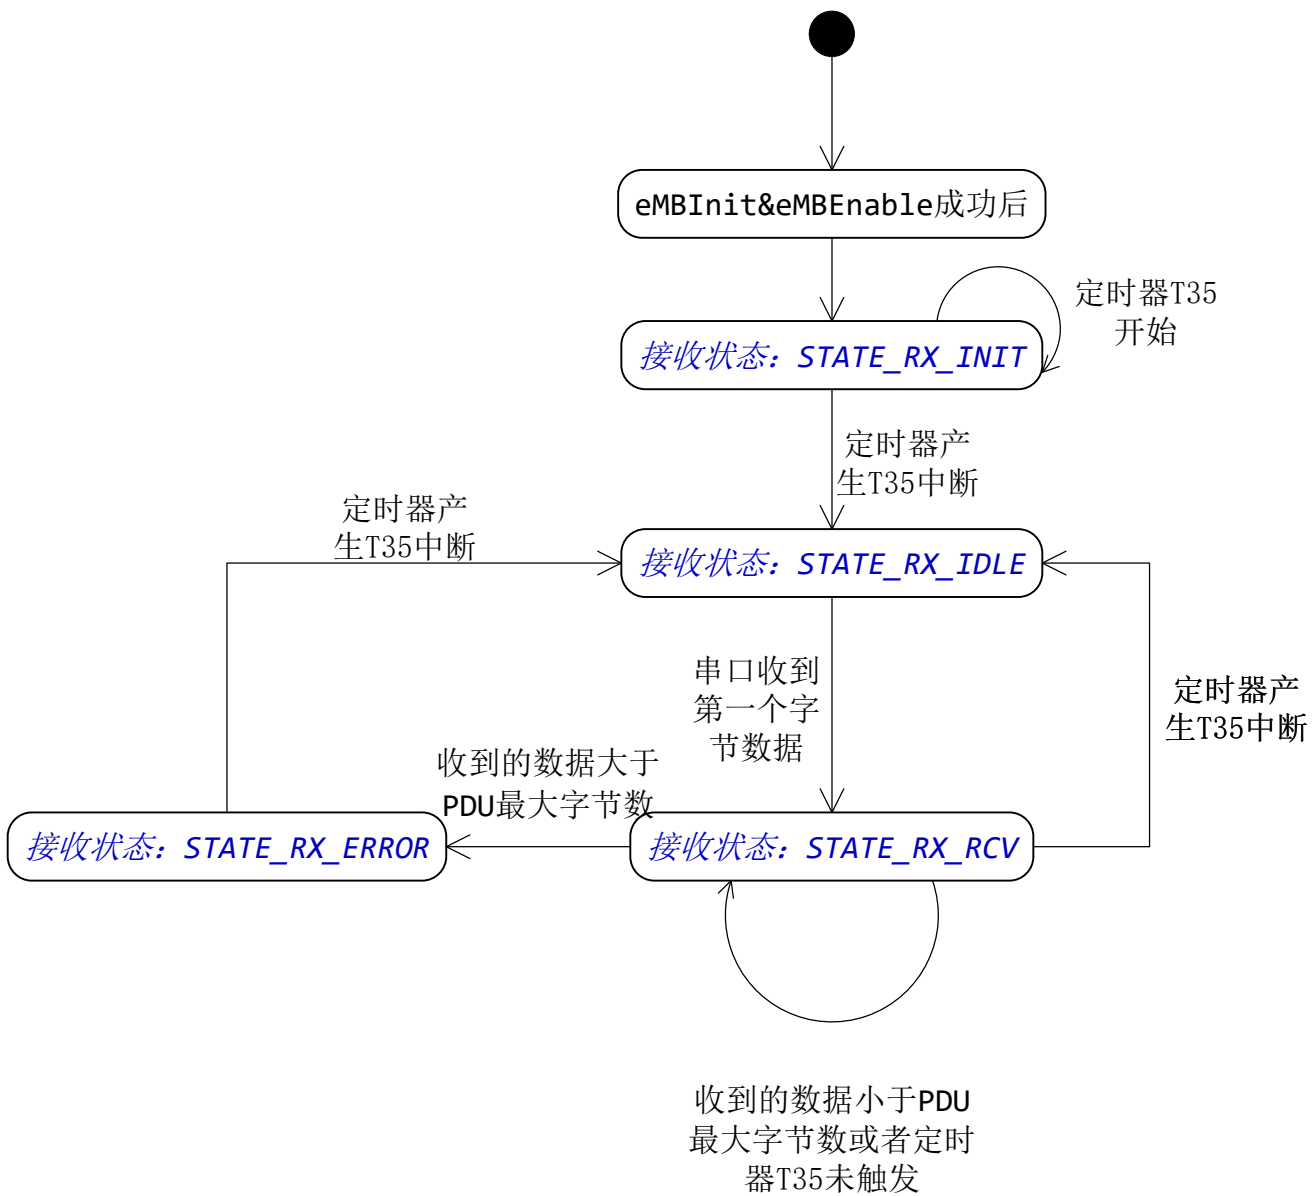 eMBInit&eMBEnable成功后
定时器T35
开始
接收状态：STATE_RX_INIT
定时器产
生T35中断
定时器产
生T35中断
接收状态：STATE_RX_IDLE
串口收到
第一个字
节数据
定时器产
生T35中断
收到的数据大于
PDU最大字节数
接收状态：STATE_RX_ERROR
接收状态：STATE_RX_RCV
收到的数据小于PDU
最大字节数或者定时
器T35未触发